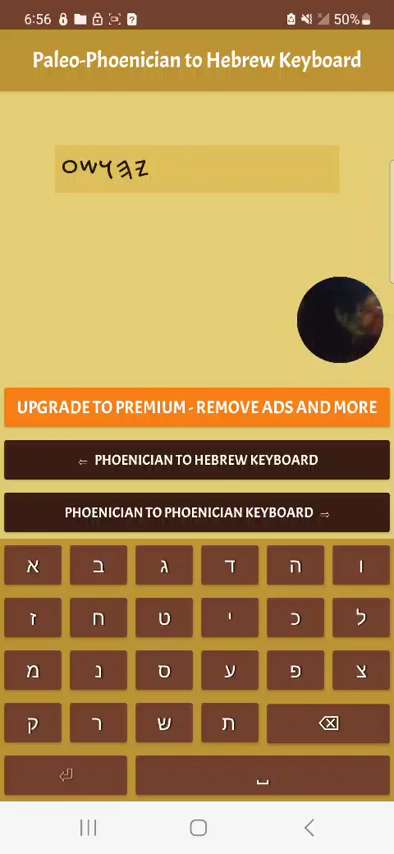 6:56 50%
Paleo-Phoenician to Hebrew Keyboard
𐤉𐤄𐤅𐤔𐤏
UPGRADE TO PREMIUM - REMOVE ADS AND MORE
⇐ PHOENICIAN TO HEBREW KEYBOARD
PHOENICIAN TO PHOENICIAN KEYBOARD ⇒
א ב ג ד ה ו
ז ח ט י כ ל
מ נ ס ע פ צ
ק ר ש ת